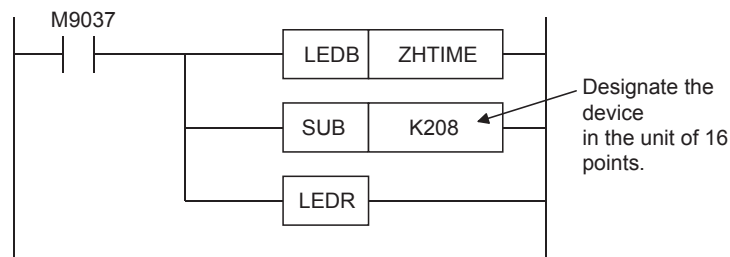 M9037
LEDB ZHTIME
SUB K208
Designate the
device
in the unit of 16
points.
LEDR